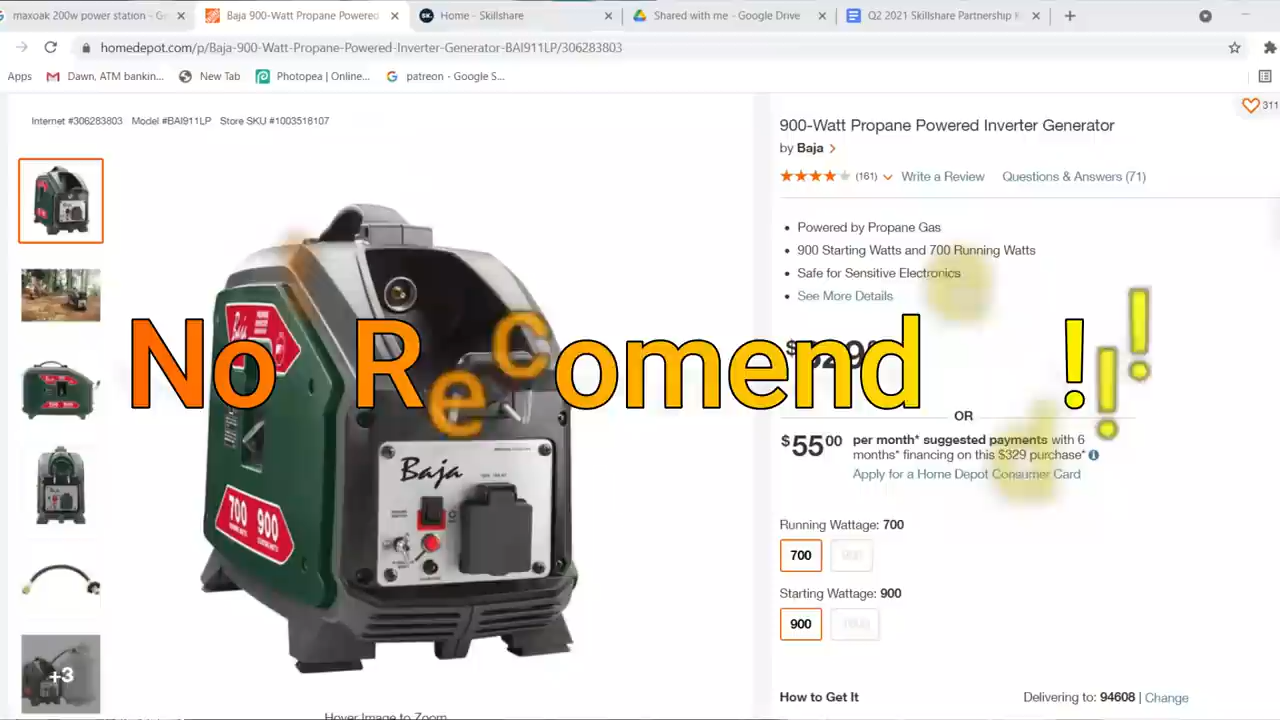 maxoak 200w power station - G
Baja 900-Watt Propane Powered
Home - Skillshare
Shared with me - Google Drive
Q2 2021 Skillshare Partnership K
homedepot.com/p/Baja-900-Watt-Propane-Powered-Inverter-Generator-BAI911LP/306283803
Apps
Dawn, ATM bankin...
New Tab
Photopea | Online...
patreon - Google S...
Internet #306283803 Model #BAI911LP Store SKU #1003518107
311
900-Watt Propane Powered Inverter Generator
by Baja
(161)
Write a Review
Questions & Answers (71)
Powered by Propane Gas
900 Starting Watts and 700 Running Watts
Safe for Sensitive Electronics
See More Details
No Recomend !!!
OR
$55 00
per month* suggested payments with 6
months* financing on this $329 purchase*
Apply for a Home Depot Consumer Card
Baja
Baja
700 900
Running Wattage: 700
700
900
Starting Wattage: 900
900
+3
How to Get It
Delivering to: 94608 | Change
Hover Image to Zoom